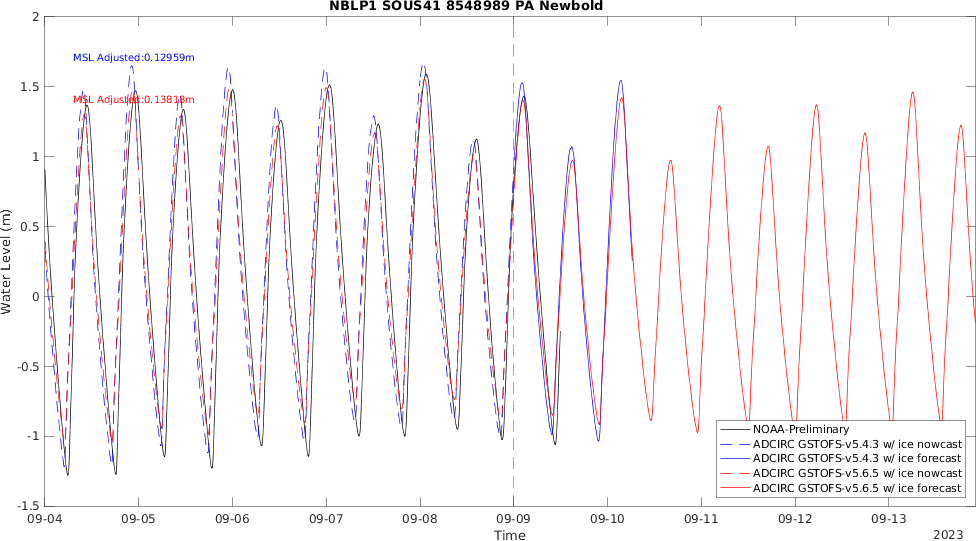 NBLP1 SOUS41 8548989 PA Newbold
2
1.5
1
0.5
0
-0.5
-1
-1.5
Water Level (m)
MSL Adjusted:0.12959m
MSL Adjusted:0.13818m
NOAA-Preliminary
ADCIRC GSTOFS-v5.4.3 w/ ice nowcast
ADCIRC GSTOFS-v5.4.3 w/ ice forecast
ADCIRC GSTOFS-v5.6.5 w/ ice nowcast
ADCIRC GSTOFS-v5.6.5 w/ ice forecast
09-04 09-05 09-06 09-07 09-08 09-09 09-10 09-11 09-12 09-13
Time
2023